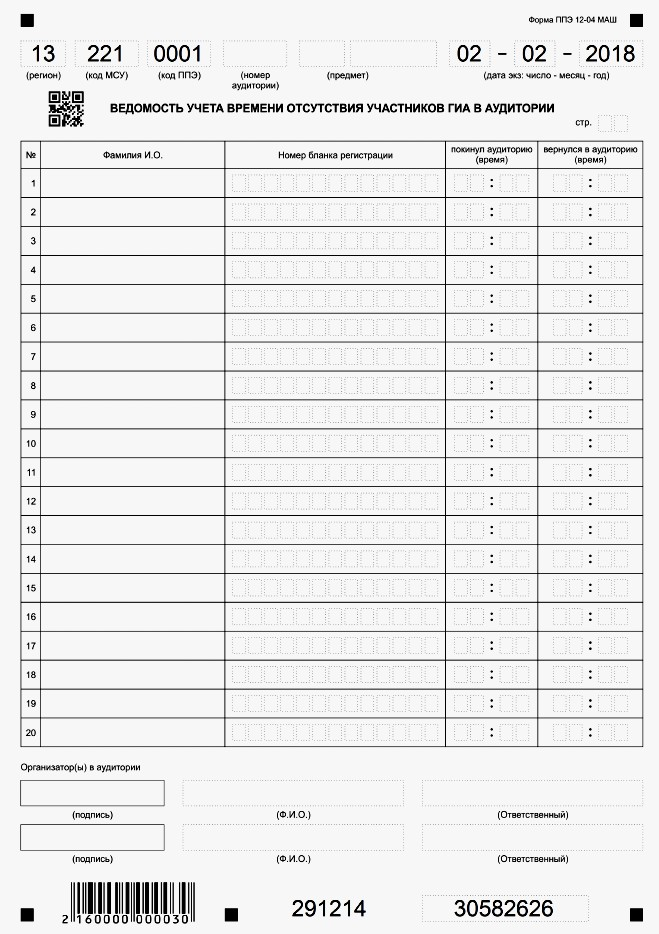 Форма ППЭ 12-04 МАШ
13 221 0001 02 - 02 - 2018
(регион) (код МСУ) (код ППЭ) (номер аудитории) (предмет) (дата экз: число - месяц - год)
ВЕДОМОСТЬ УЧЕТА ВРЕМЕНИ ОТСУТСТВИЯ УЧАСТНИКОВ ГИА В АУДИТОРИИ
стр.
№ Фамилия И.О. Номер бланка регистрации покинул аудиторию (время) вернулся в аудиторию (время)
1 : :
2 : :
3 : :
4 : :
5 : :
6 : :
7 : :
8 : :
9 : :
10 : :
11 : :
12 : :
13 : :
14 : :
15 : :
16 : :
17 : :
18 : :
19 : :
20 : :
Организатор(ы) в аудитории
(подпись) (Ф.И.О.) (Ответственный)
(подпись) (Ф.И.О.) (Ответственный)
2 160000 000030 291214 30582626